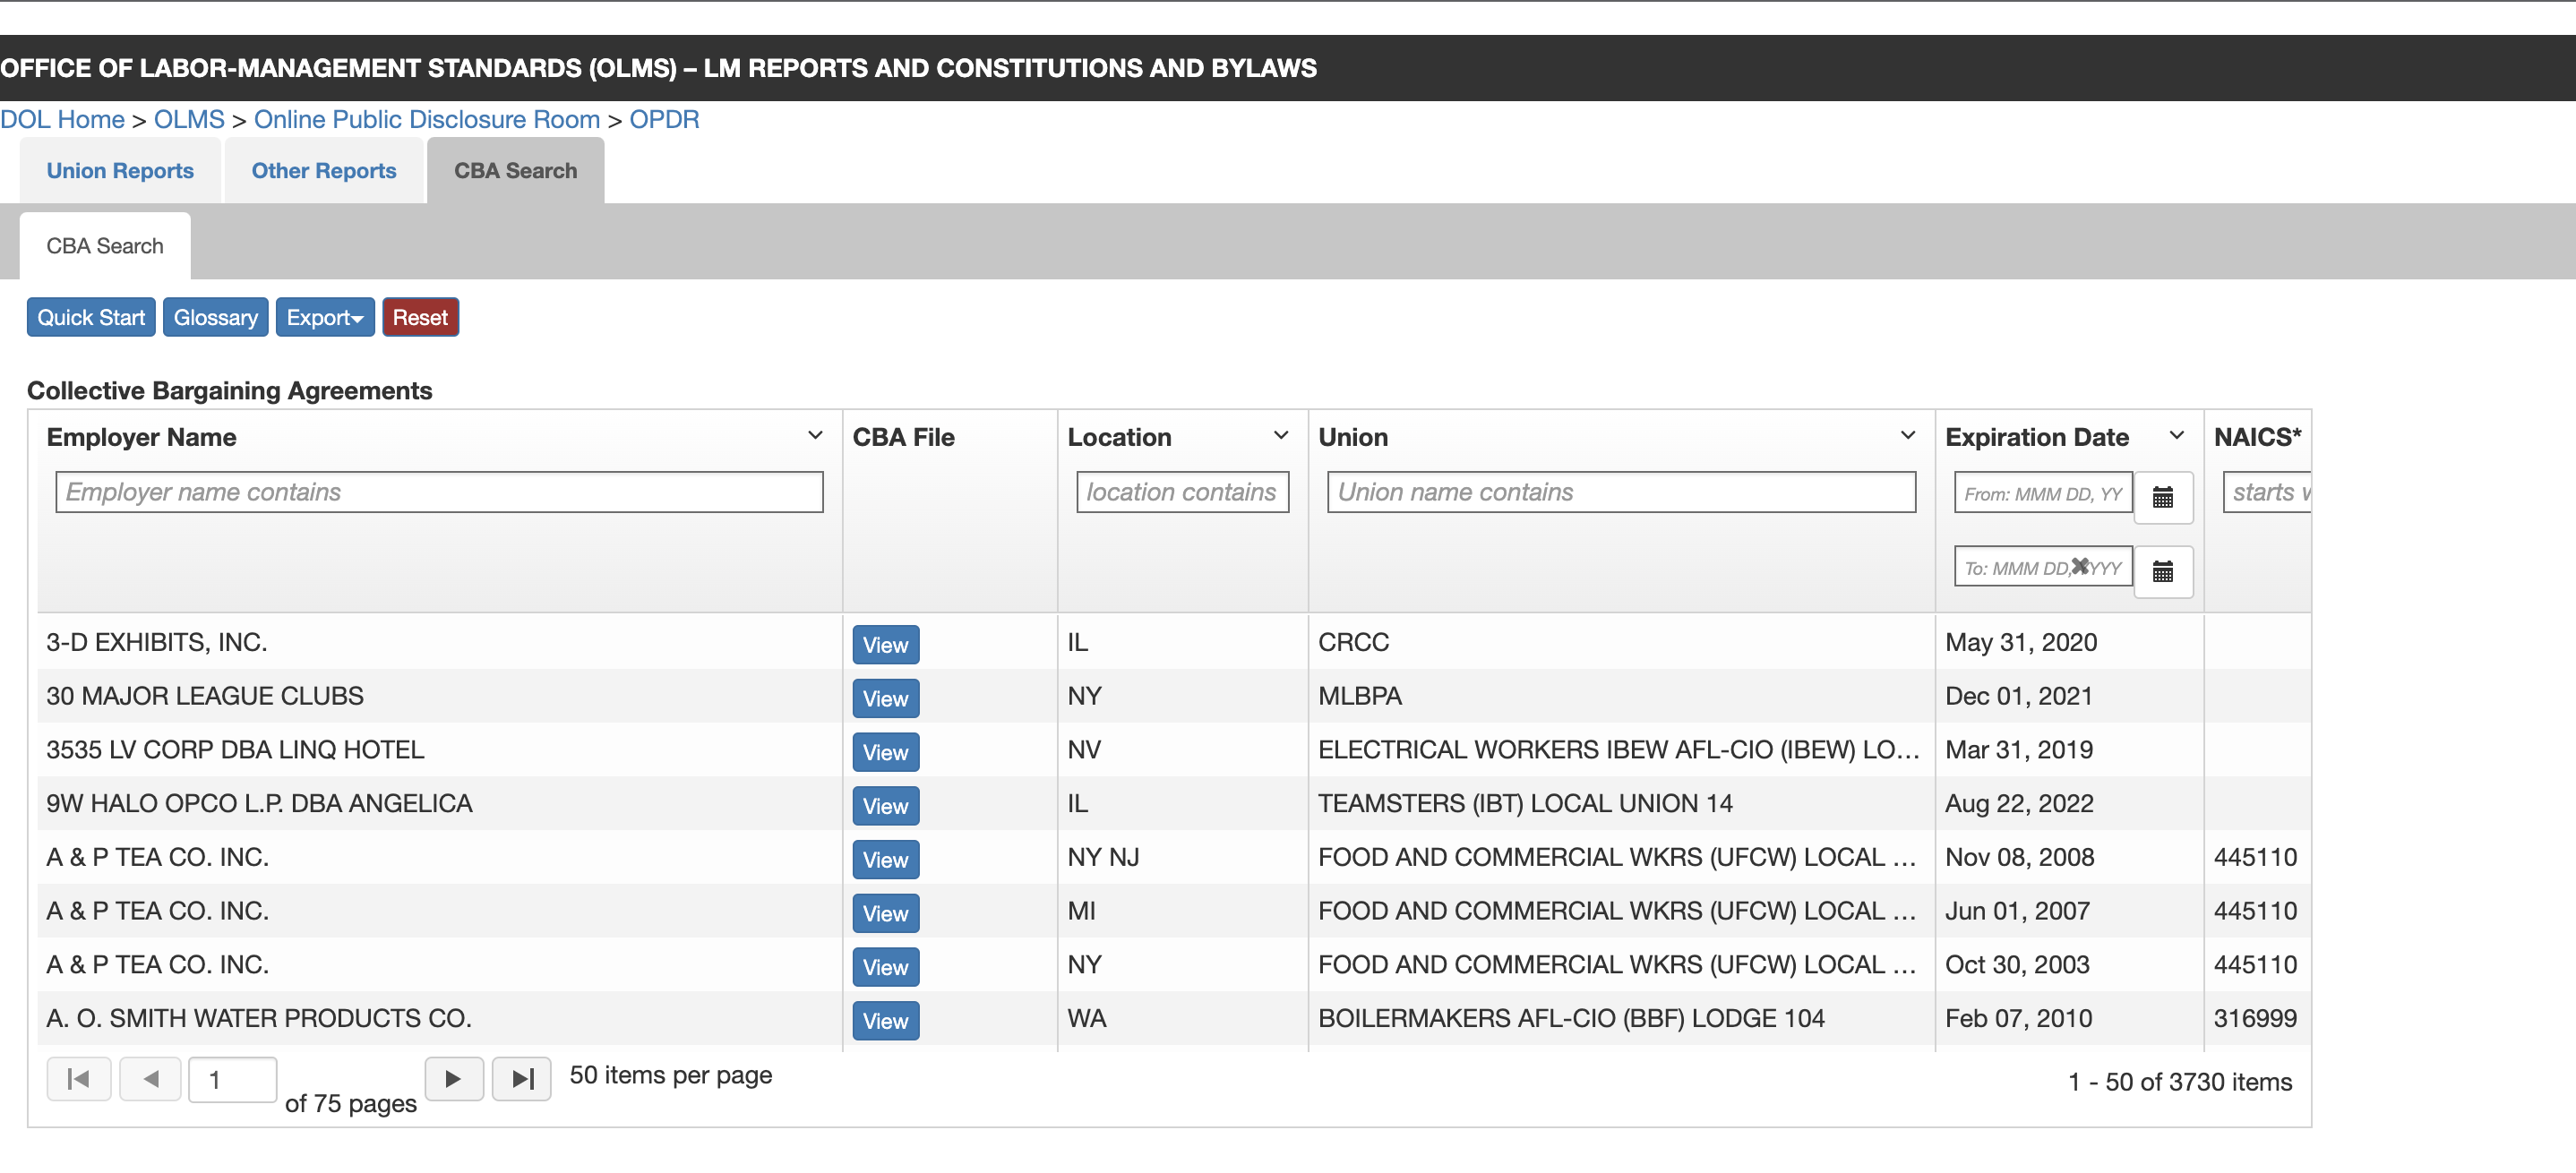 OFFICE OF LABOR-MANAGEMENT STANDARDS (OLMS) – LM REPORTS AND CONSTITUTIONS AND BYLAWS
DOL Home > OLMS > Online Public Disclosure Room > OPDR
Union Reports Other Reports CBA Search
CBA Search
Quick Start Glossary Export Reset
Collective Bargaining Agreements
Employer Name CBA File Location Union Expiration Date NAICS*
Employer name contains location contains Union name contains From: MMM DD, YY starts
To: MMM DD, YYY
3-D EXHIBITS, INC. View IL CRCC May 31, 2020
30 MAJOR LEAGUE CLUBS View NY MLBPA Dec 01, 2021
3535 LV CORP DBA LINQ HOTEL View NV ELECTRICAL WORKERS IBEW AFL-CIO (IBEW) LO... Mar 31, 2019
9W HALO OPCO L.P. DBA ANGELICA View IL TEAMSTERS (IBT) LOCAL UNION 14 Aug 22, 2022
A & P TEA CO. INC. View NY NJ FOOD AND COMMERCIAL WKRS (UFCW) LOCAL ... Nov 08, 2008 445110
A & P TEA CO. INC. View MI FOOD AND COMMERCIAL WKRS (UFCW) LOCAL ... Jun 01, 2007 445110
A & P TEA CO. INC. View NY FOOD AND COMMERCIAL WKRS (UFCW) LOCAL ... Oct 30, 2003 445110
A. O. SMITH WATER PRODUCTS CO. View WA BOILERMAKERS AFL-CIO (BBF) LODGE 104 Feb 07, 2010 316999
1 of 75 pages 50 items per page 1 - 50 of 3730 items